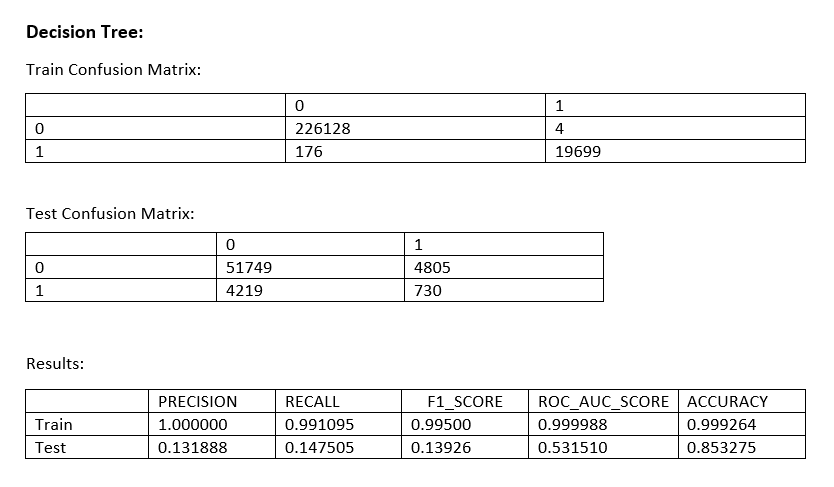 Decision Tree:
Train Confusion Matrix:
0 1
0 226128 4
1 176 19699
Test Confusion Matrix:
0 1
0 51749 4805
1 4219 730
Results:
PRECISION RECALL F1_SCORE ROC_AUC_SCORE ACCURACY
Train 1.000000 0.991095 0.99500 0.999988 0.999264
Test 0.131888 0.147505 0.13926 0.531510 0.853275